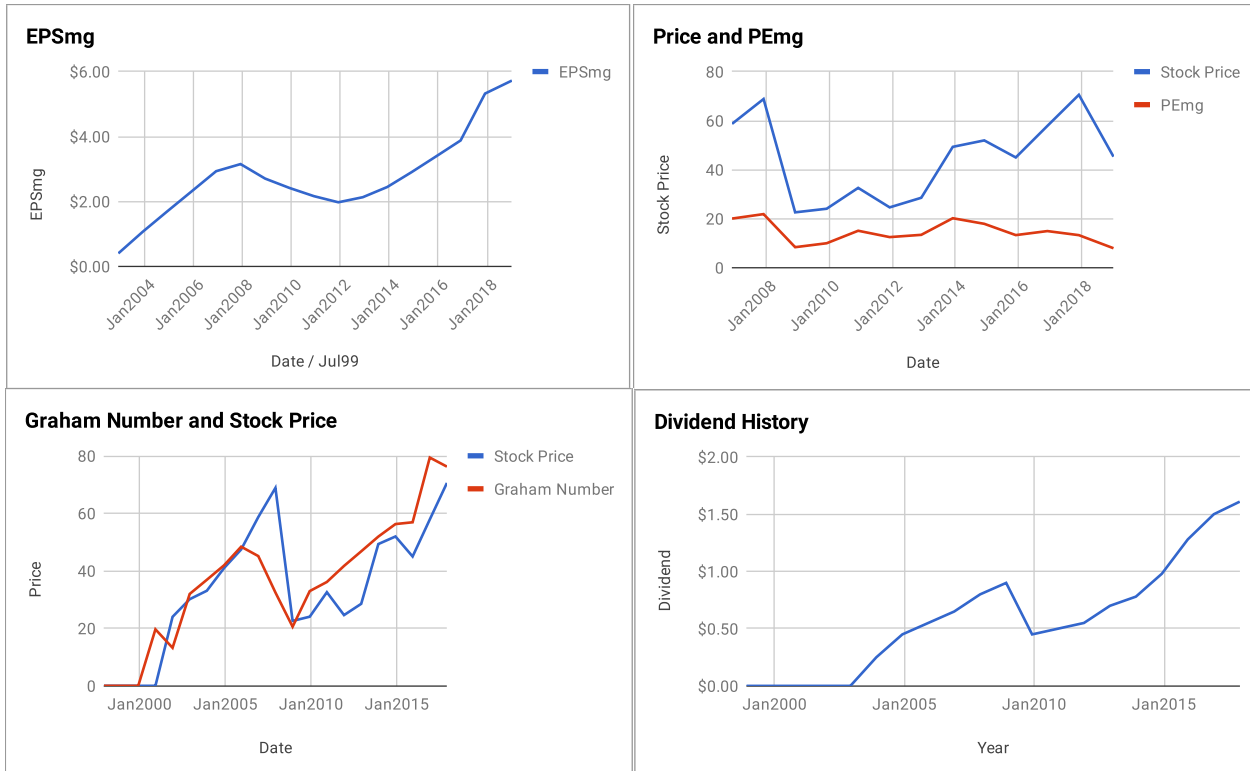 EPSmg
$6.00
$4.00
$2.00
$0.00
EPSmg
EPSmg
Jan2004
Jan2006
Jan2008
Jan2010
Jan2012
Jan2014
Jan2016
Jan2018
Date / Jul99
Price and PEmg
80
60
40
20
0
Stock Price
Stock Price
PEmg
Jan2008
Jan2010
Jan2012
Jan2014
Jan2016
Jan2018
Date
Graham Number and Stock Price
80
60
40
20
0
Price
Stock Price
Graham Number
Jan2000 Jan2005 Jan2010 Jan2015
Date
Dividend History
$2.00
$1.50
$1.00
$0.50
$0.00
Dividend
Jan2000 Jan2005 Jan2010 Jan2015
Year